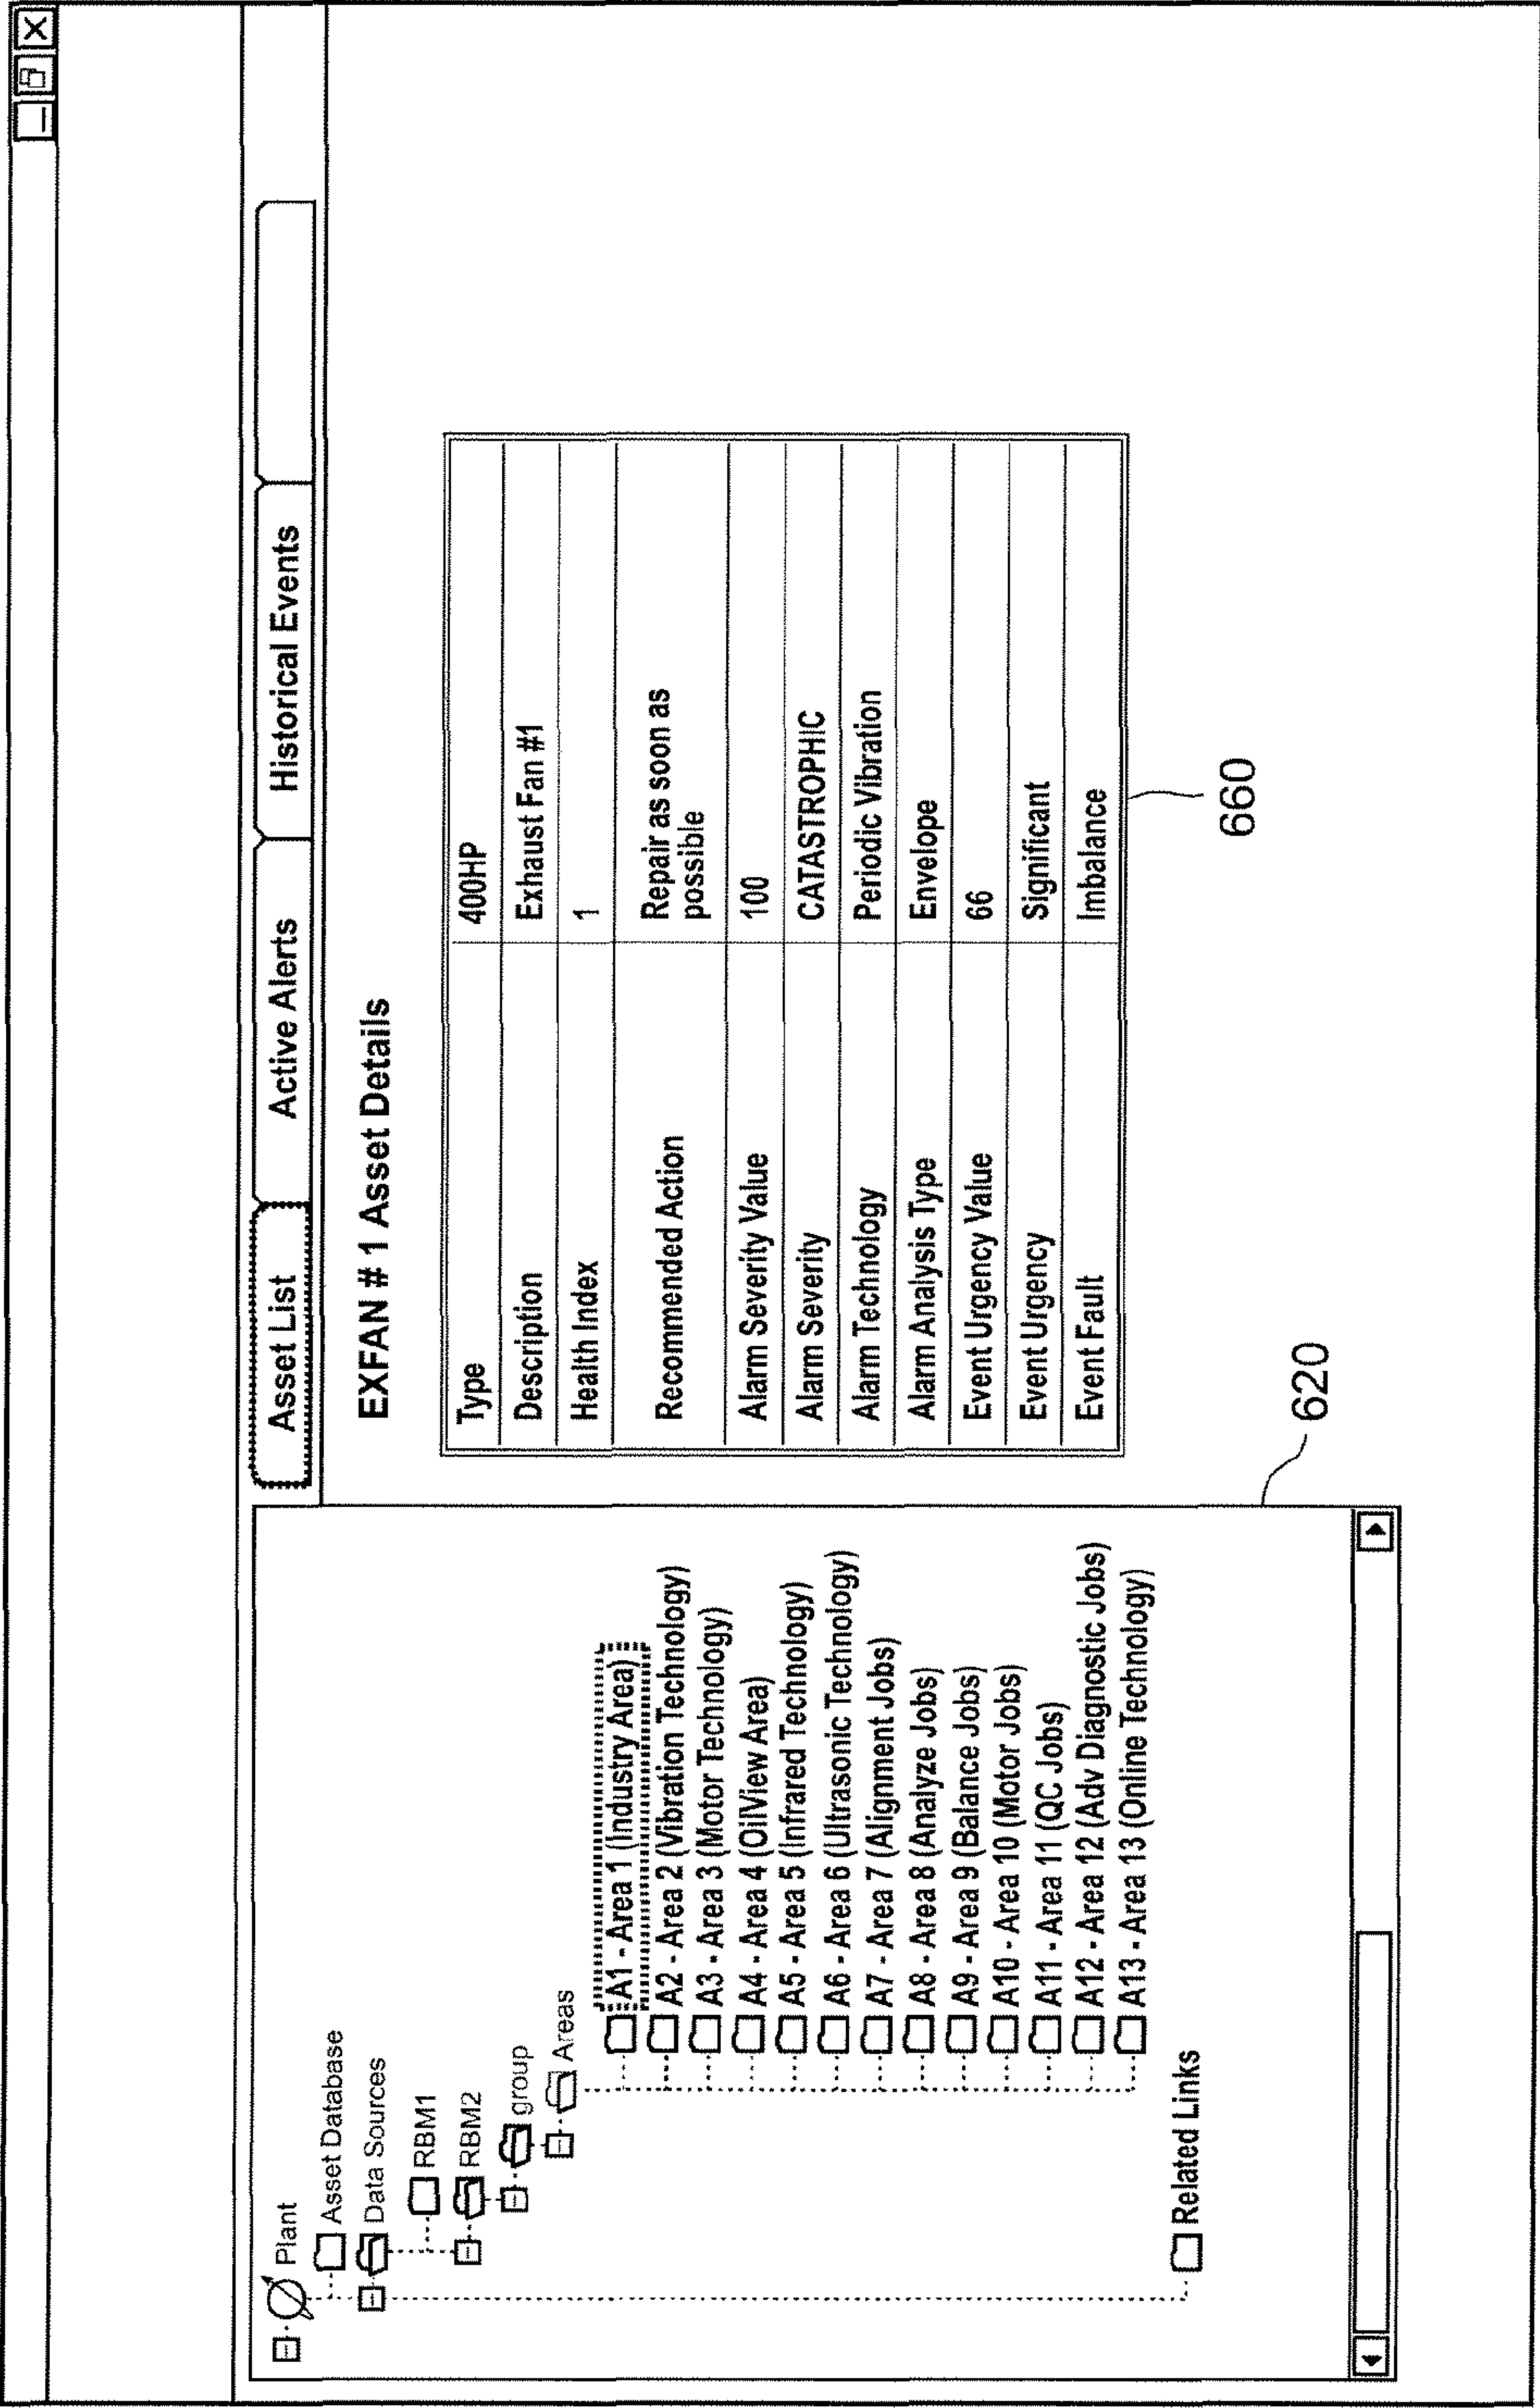 Asset List
Active Alerts
Historical Events
Plant
Asset Database
Data Sources
RBM1
RBM2
group
Areas
A1 - Area 1 (Industry Area)
A2 - Area 2 (Vibration Technology)
A3 - Area 3 (Motor Technology)
A4 - Area 4 (OilView Area)
A5 - Area 5 (Infrared Technology)
A6 - Area 6 (Ultrasonic Technology)
A7 - Area 7 (Alignment Jobs)
A8 - Area 8 (Analyze Jobs)
A9 - Area 9 (Balance Jobs)
A10 - Area 10 (Motor Jobs)
A11 - Area 11 (QC Jobs)
A12 - Area 12 (Adv Diagnostic Jobs)
A13 - Area 13 (Online Technology)
Related Links
620
EXFAN # 1 Asset Details
Type 400HP
Description Exhaust Fan #1
Health Index 1
Recommended Action Repair as soon as
possible
Alarm Severity Value 100
Alarm Severity CATASTROPHIC
Alarm Technology Periodic Vibration
Alarm Analysis Type Envelope
Event Urgency Value 66
Event Urgency Significant
Event Fault Imbalance
660